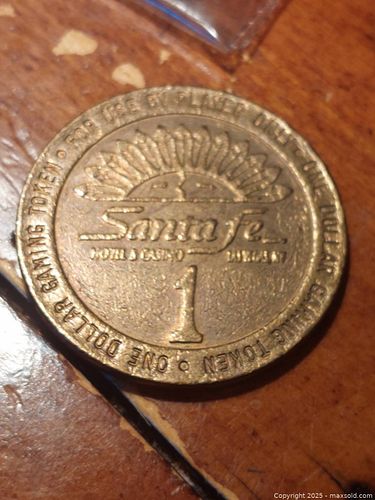 FOR USE BY PLAYER ONLY • ONE DOLLAR GAMING TOKEN • ONE DOLLAR GAMING TOKEN •
Santa Fe
HOTEL & CASINO
1
Copyright © 2025 - maxsold.com